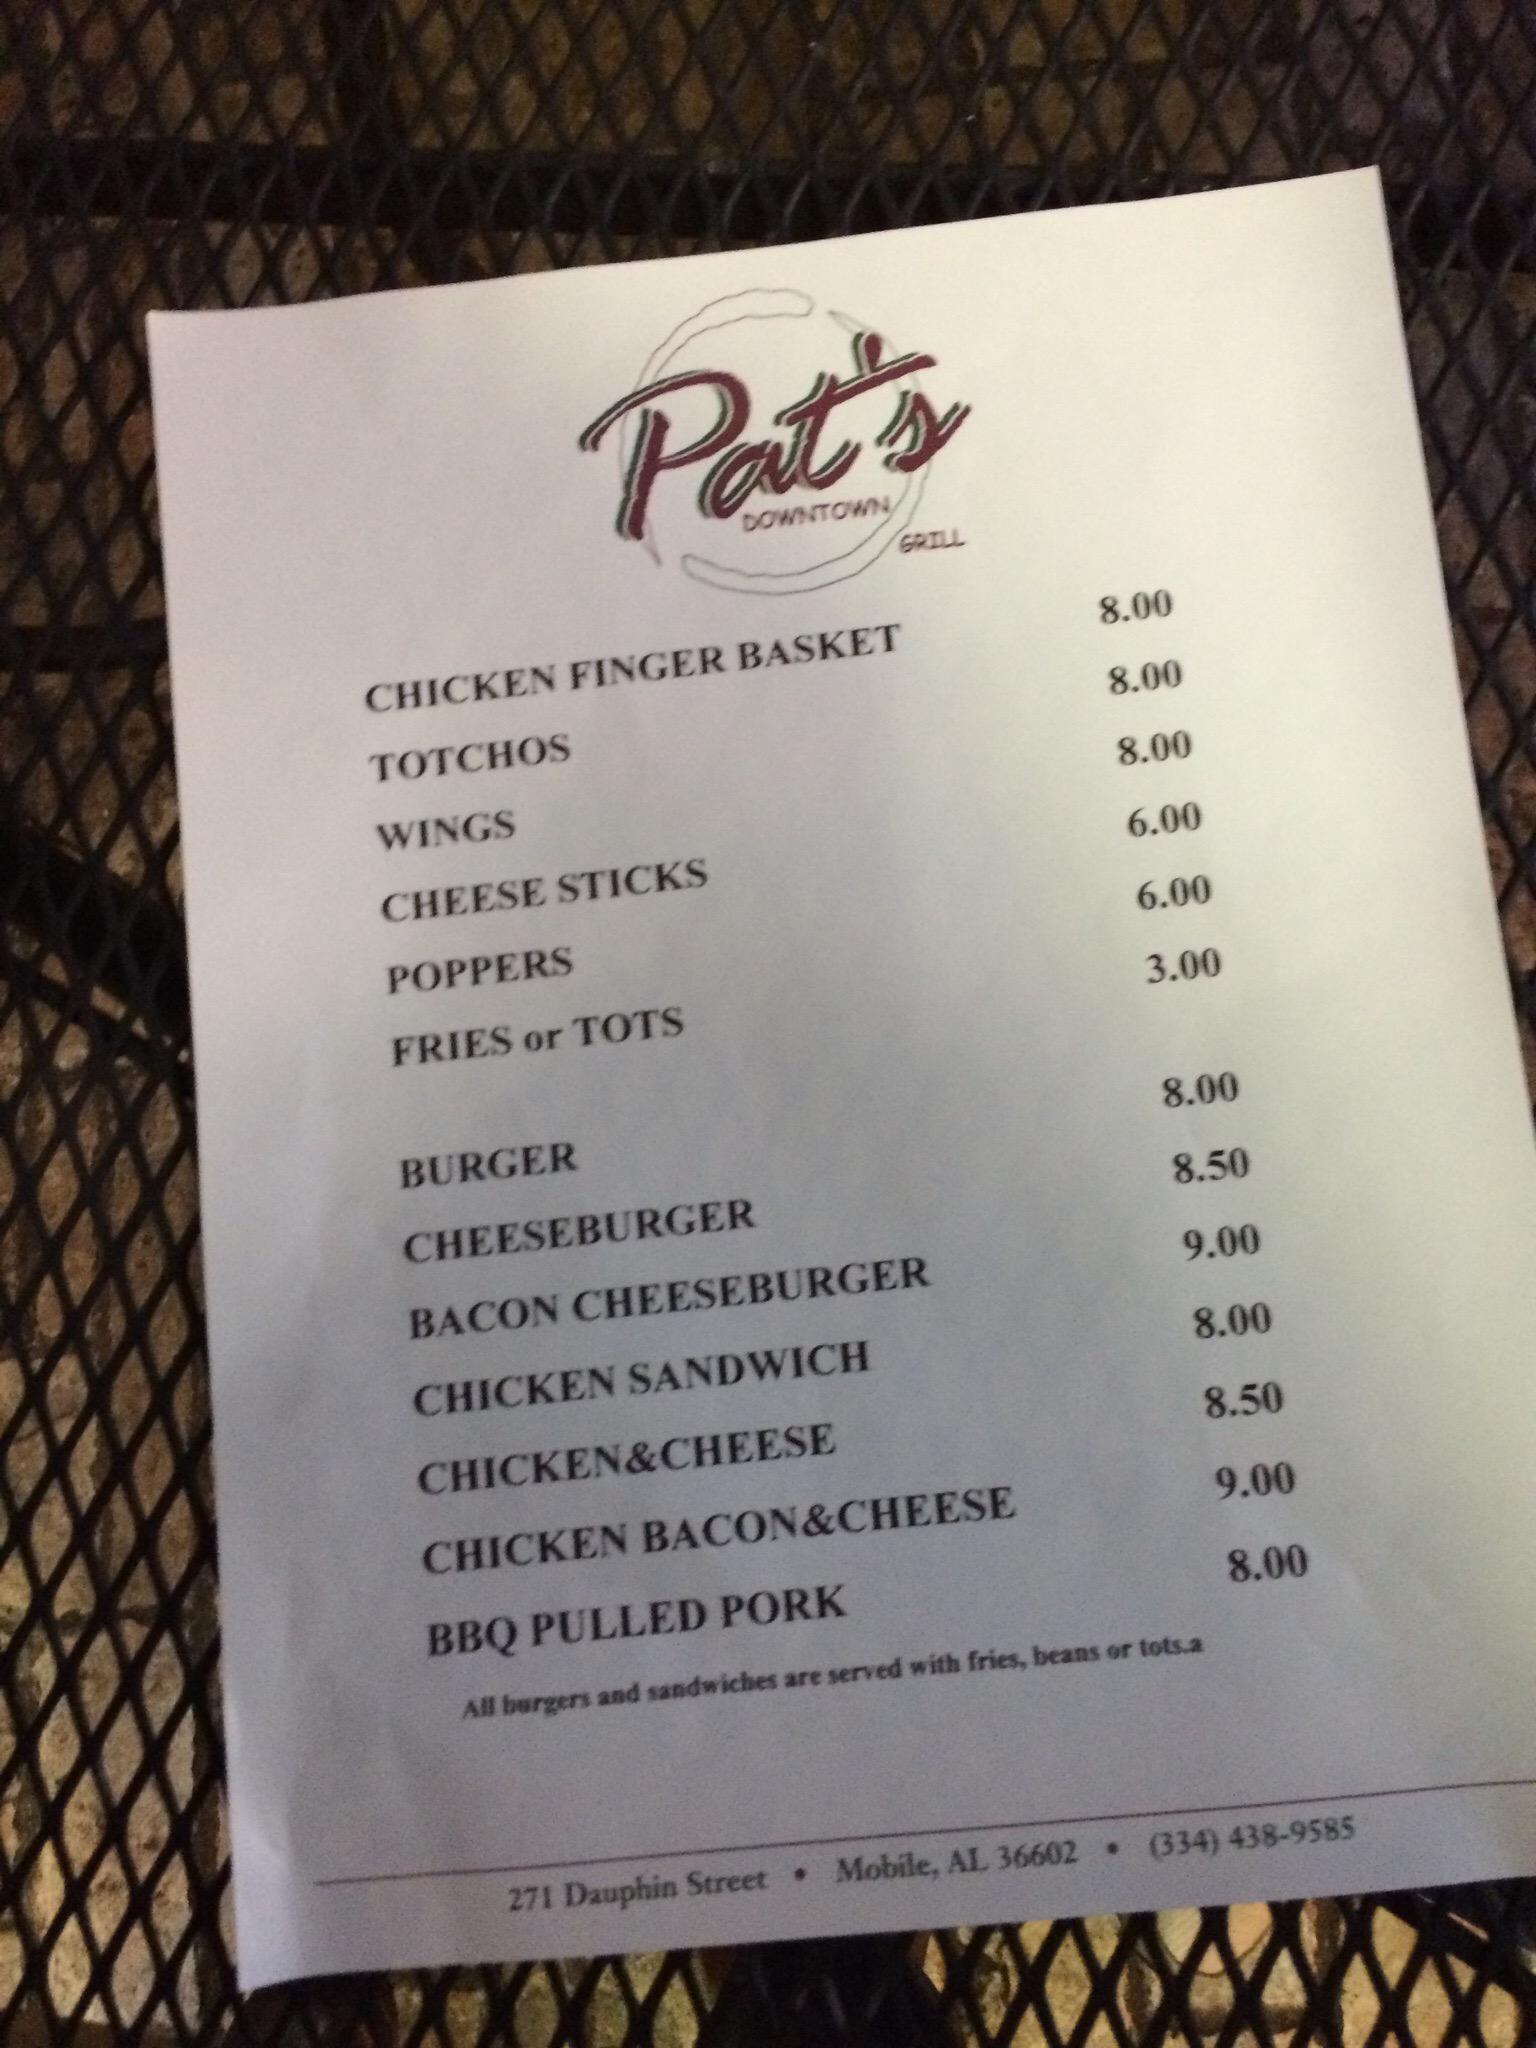 Pat's
DOWNTOWN
GRILL
CHICKEN FINGER BASKET 8.00
TOTCHOS 8.00
WINGS 8.00
CHEESE STICKS 6.00
POPPERS 6.00
FRIES or TOTS 3.00
BURGER 8.00
CHEESEBURGER 8.50
BACON CHEESEBURGER 9.00
CHICKEN SANDWICH 8.00
CHICKEN&CHEESE 8.50
CHICKEN BACON&CHEESE 9.00
BBQ PULLED PORK 8.00
All burgers and sandwiches are served with fries, beans or tots.a
271 Dauphin Street • Mobile, AL 36602 • (334) 438-9585